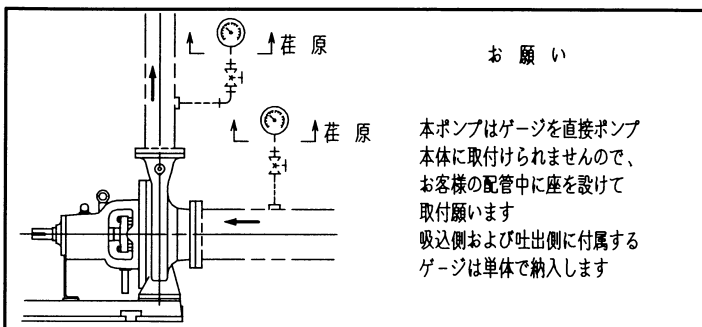 荏原
お願い
荏原
本ポンプはゲージを直接ポンプ
本体に取付けられませんので、
お客様の配管中に座を設けて
取付願います
吸込側および吐出側に付属する
ゲージは単体で納入します